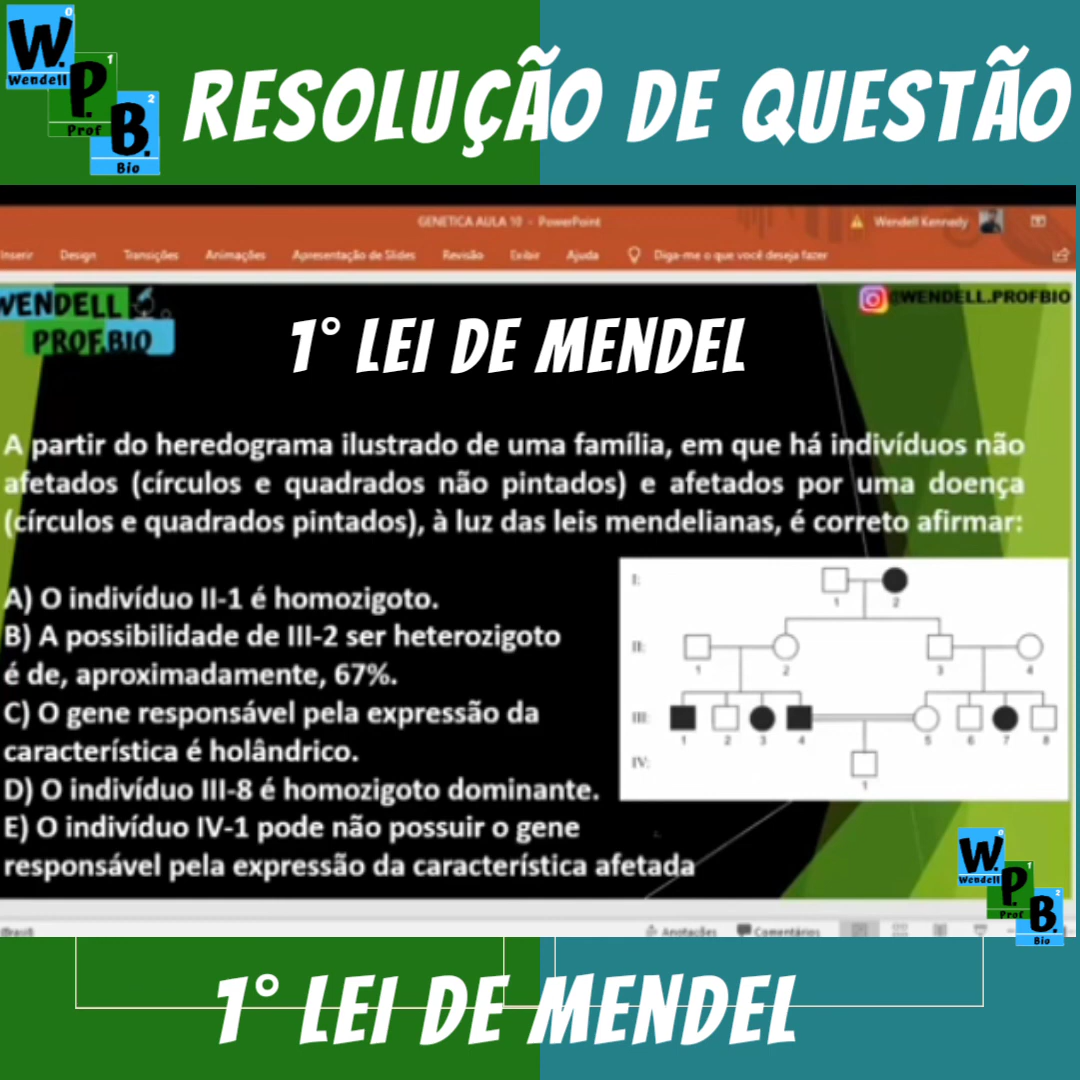 W. 0
Wendell
P. 1
Prof
B. 2
Bio
RESOLUÇÃO DE QUESTÃO
GENETICA AULA 10 - PowerPoint
Wendell Kennedy
Inserir Design Transições Animações Apresentação de Slides Revisão Exibir Ajuda Diga-me o que você deseja fazer
WENDELL
PROF.BIO
@WENDELL.PROFBIO
1° LEI DE MENDEL
A partir do heredograma ilustrado de uma família, em que há indivíduos não
afetados (círculos e quadrados não pintados) e afetados por uma doença
(círculos e quadrados pintados), à luz das leis mendelianas, é correto afirmar:
A) O indivíduo II-1 é homozigoto.
B) A possibilidade de III-2 ser heterozigoto
é de, aproximadamente, 67%.
C) O gene responsável pela expressão da
característica é holândrico.
D) O indivíduo III-8 é homozigoto dominante.
E) O indivíduo IV-1 pode não possuir o gene
responsável pela expressão da característica afetada
I:
1 2
II:
1 2 3 4
III:
1 2 3 4 5 6 7 8
IV:
1
W. 0
Wendell
P. 1
Prof
B. 2
Bio
Anotações Comentários
1° LEI DE MENDEL